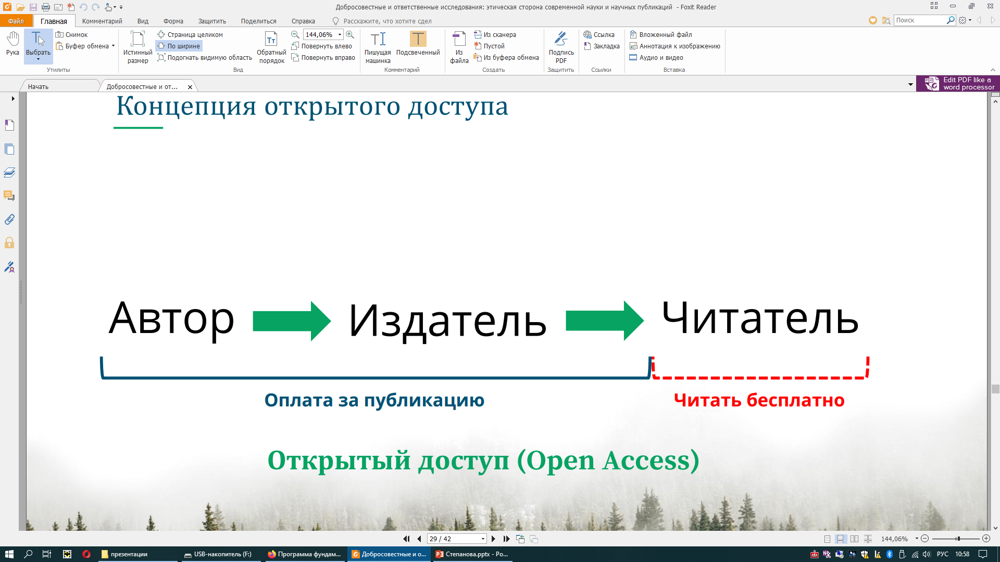 Добросовестные и ответственные исследования: этическая сторона современной науки и научных публикаций - Foxit Reader
Файл Главная Комментарий Вид Форма Защитить Поделиться Справка Расскажите, что хотите сдел Поиск
Рука
Выбрать
Снимок
Буфер обмена
Утилиты
Истинный размер
Страница целиком
По ширине
Подогнать видимую область
Обратный порядок
144,06%
Повернуть влево
Повернуть вправо
Вид
Пишущая машинка
Подсвеченный
Комментарий
Из файла
Из сканера
Пустой
Из буфера обмена
Создать
Подпись PDF
Защитить
Ссылка
Закладка
Ссылки
Вложенный файл
Аннотация к изображению
Аудио и видео
Вставка
Начать
Добросовестные и от...
Edit PDF like a
word processor
Концепция открытого доступа
Автор Издатель Читатель
Оплата за публикацию Читать бесплатно
Открытый доступ (Open Access)
29 / 42
144,06%
презентации USB-накопитель (F:) Программа фундам... Добросовестные и о... Степанова.pptx - Po... РУС 10:58